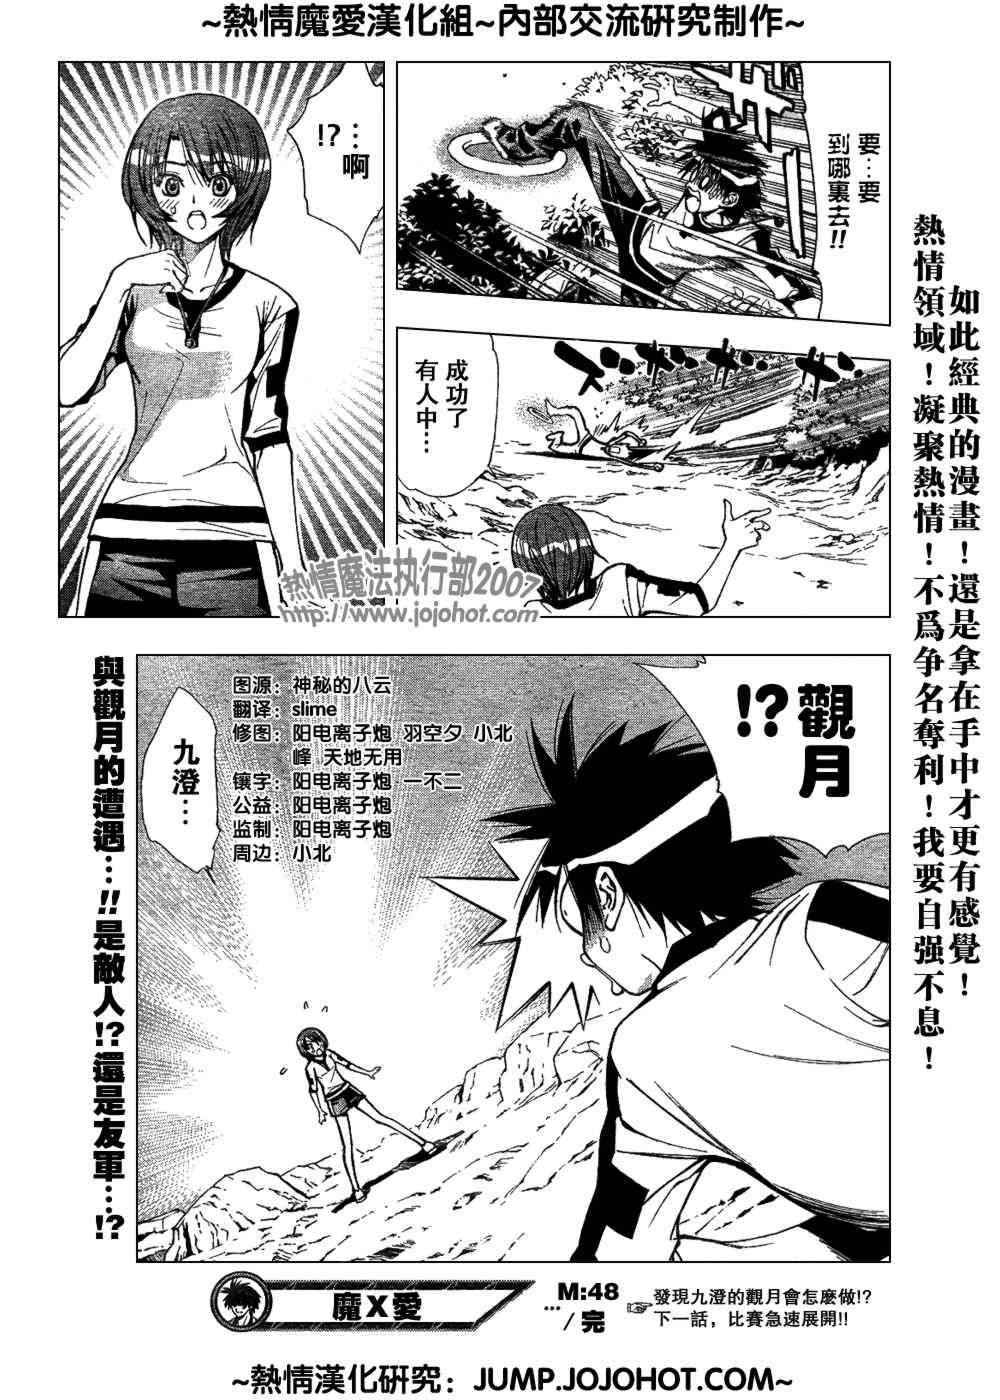 ~熱情魔愛漢化組~內部交流研究制作~
要…要
到哪裏去!!
…啊
!?
成功了
有人中…
熱情魔法执行部2007
http://www.jojohot.com
如此經典的漫畫！還是拿在手中才更有感覺！
熱情領域！凝聚熱情！不爲争名奪利！我要自强不息！
觀月
!?
图源：神秘的八云
翻译：slime
修图：阳电离子炮 羽空夕 小北
峰 天地无用
镶字：阳电离子炮 一不二
公益：阳电离子炮
监制：阳电离子炮
周边：小北
九澄…
與觀月的遭遇…!!是敵人!?還是友軍…!?
魔X愛
M:48
…/完
☞發現九澄的觀月會怎麽做!?
下一話，比賽急速展開!!
~熱情漢化研究：JUMP.JOJOHOT.COM~